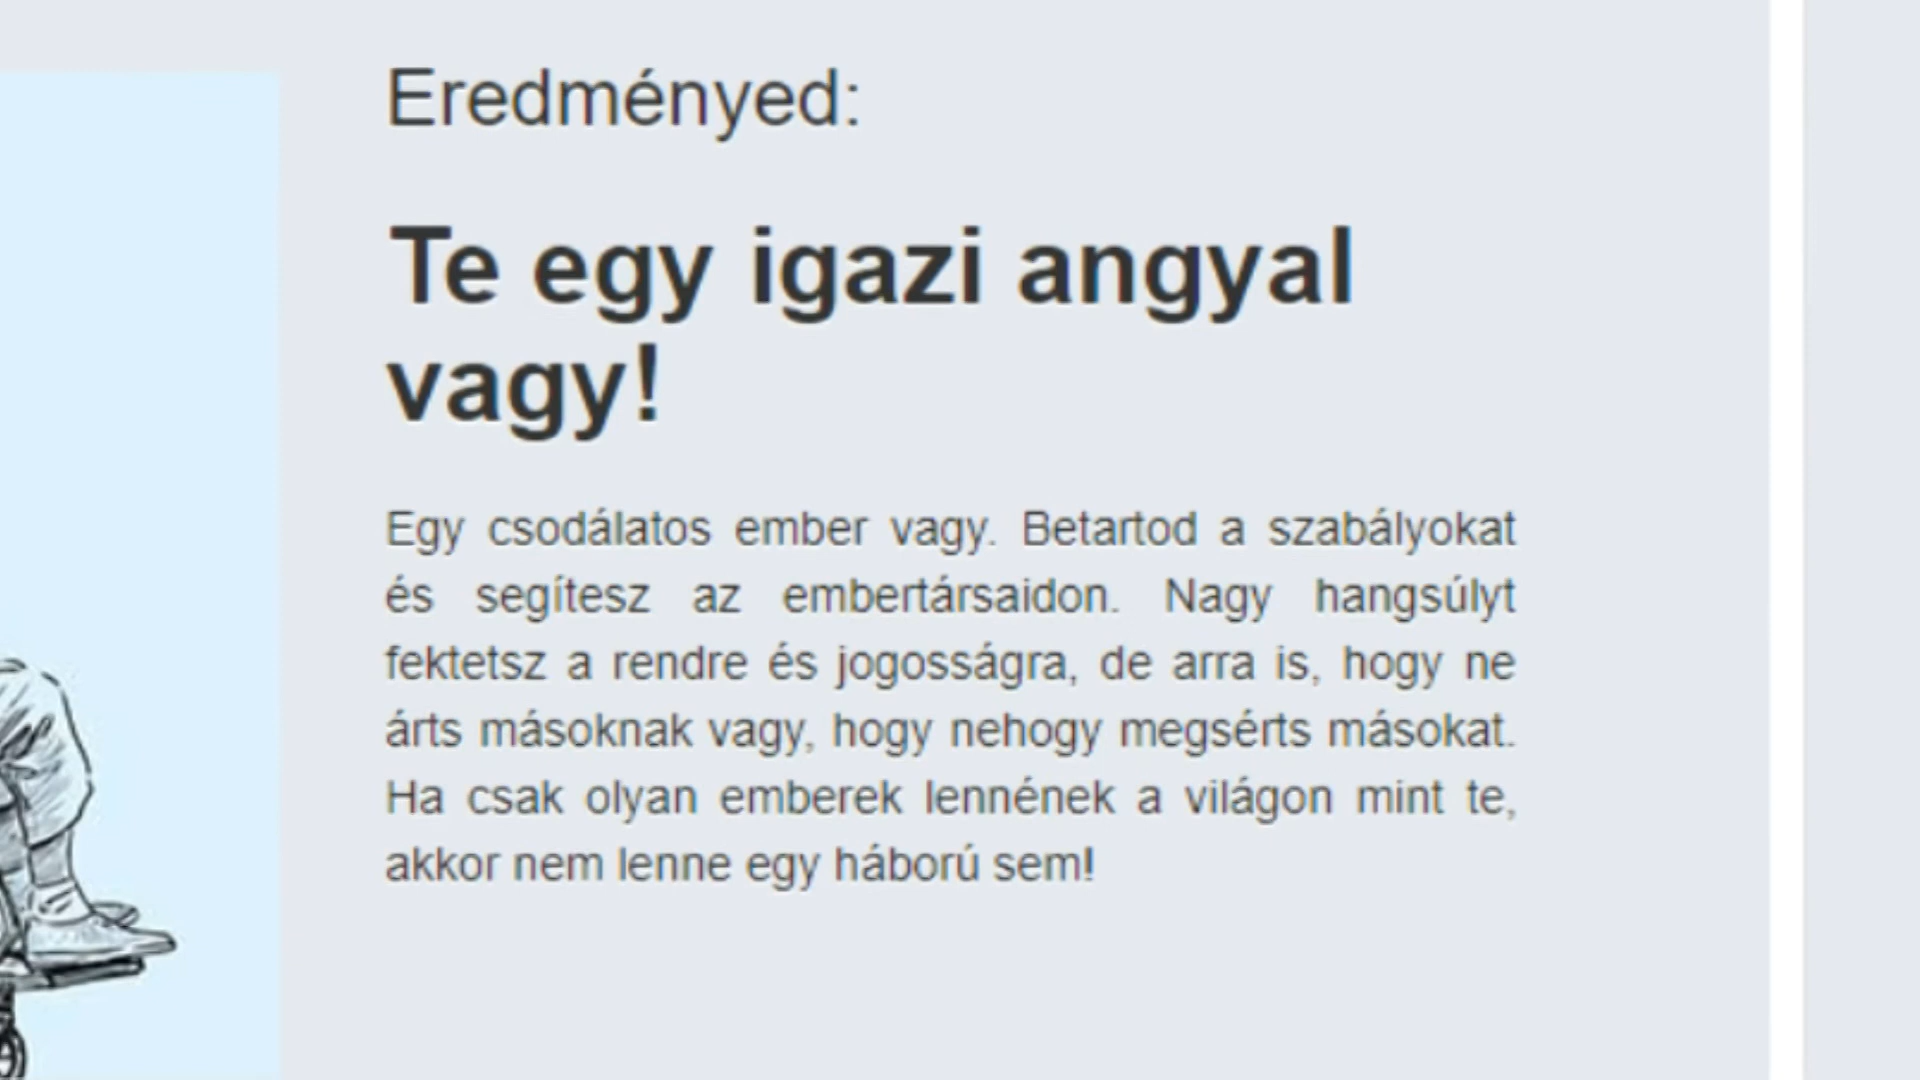 Eredményed:
Te egy igazi angyal
vagy!
Egy csodálatos ember vagy. Betartod a szabályokat
és segítesz az embertársaidon. Nagy hangsúlyt
fektetsz a rendre és jogosságra, de arra is, hogy ne
árts másoknak vagy, hogy nehogy megsérts másokat.
Ha csak olyan emberek lennének a világon mint te,
akkor nem lenne egy háború sem!